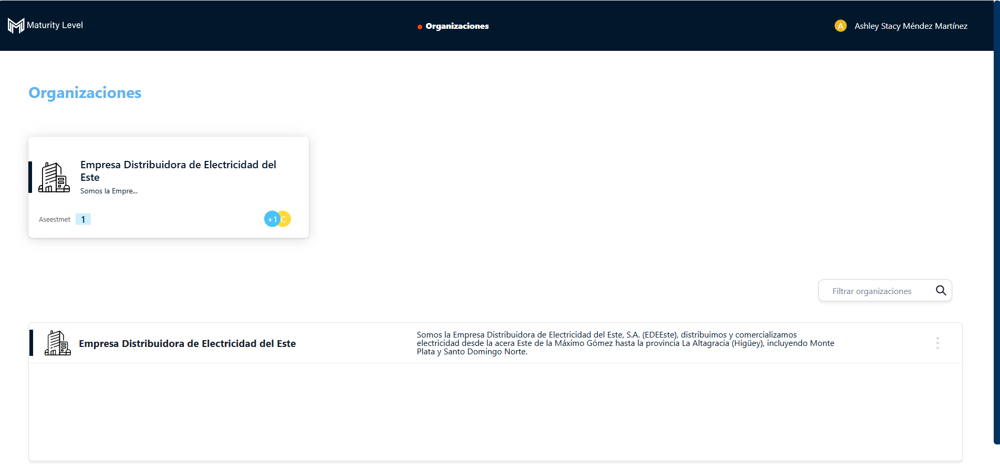 Maturity Level
Organizaciones
A
Ashley Stacy Méndez Martínez
Organizaciones
Empresa Distribuidora de Electricidad del
Este
Somos la Empre...
Aseestmet
1
+1
C
Filtrar organizaciones
Empresa Distribuidora de Electricidad del Este
Somos la Empresa Distribuidora de Electricidad del Este, S.A. (EDEEste), distribuimos y comercializamos
electricidad desde la acera Este de la Máximo Gómez hasta la provincia La Altagracia (Higüey), incluyendo Monte
Plata y Santo Domingo Norte.